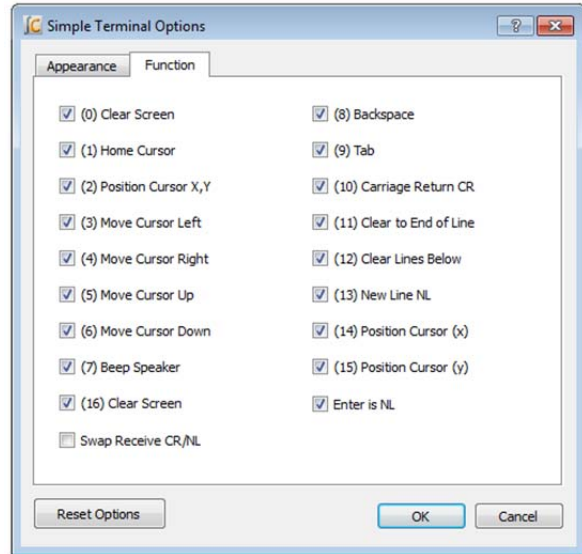 Simple Terminal Options
Appearance
Function
(0) Clear Screen
(1) Home Cursor
(2) Position Cursor X,Y
(3) Move Cursor Left
(4) Move Cursor Right
(5) Move Cursor Up
(6) Move Cursor Down
(7) Beep Speaker
(16) Clear Screen
Swap Receive CR/NL
(8) Backspace
(9) Tab
(10) Carriage Return CR
(11) Clear to End of Line
(12) Clear Lines Below
(13) New Line NL
(14) Position Cursor (x)
(15) Position Cursor (y)
Enter is NL
Reset Options
OK
Cancel